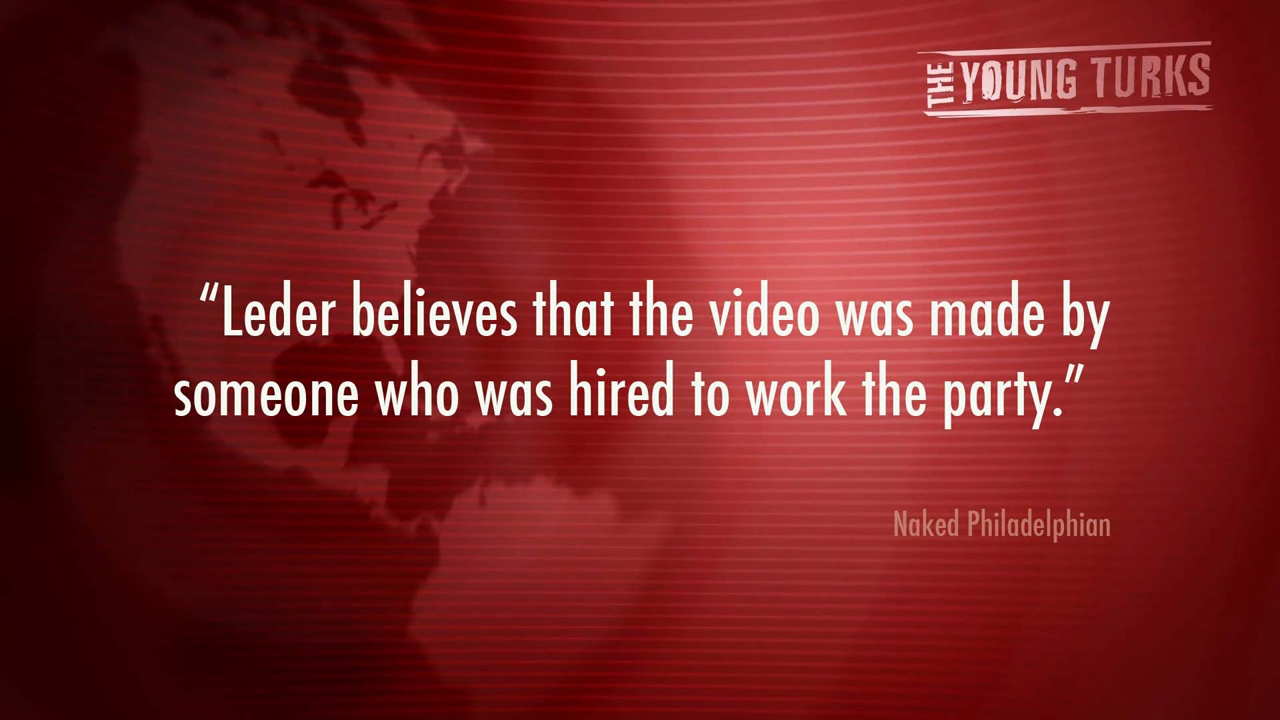 THE YOUNG TURKS
“Leder believes that the video was made by
someone who was hired to work the party.”
Naked Philadelphian